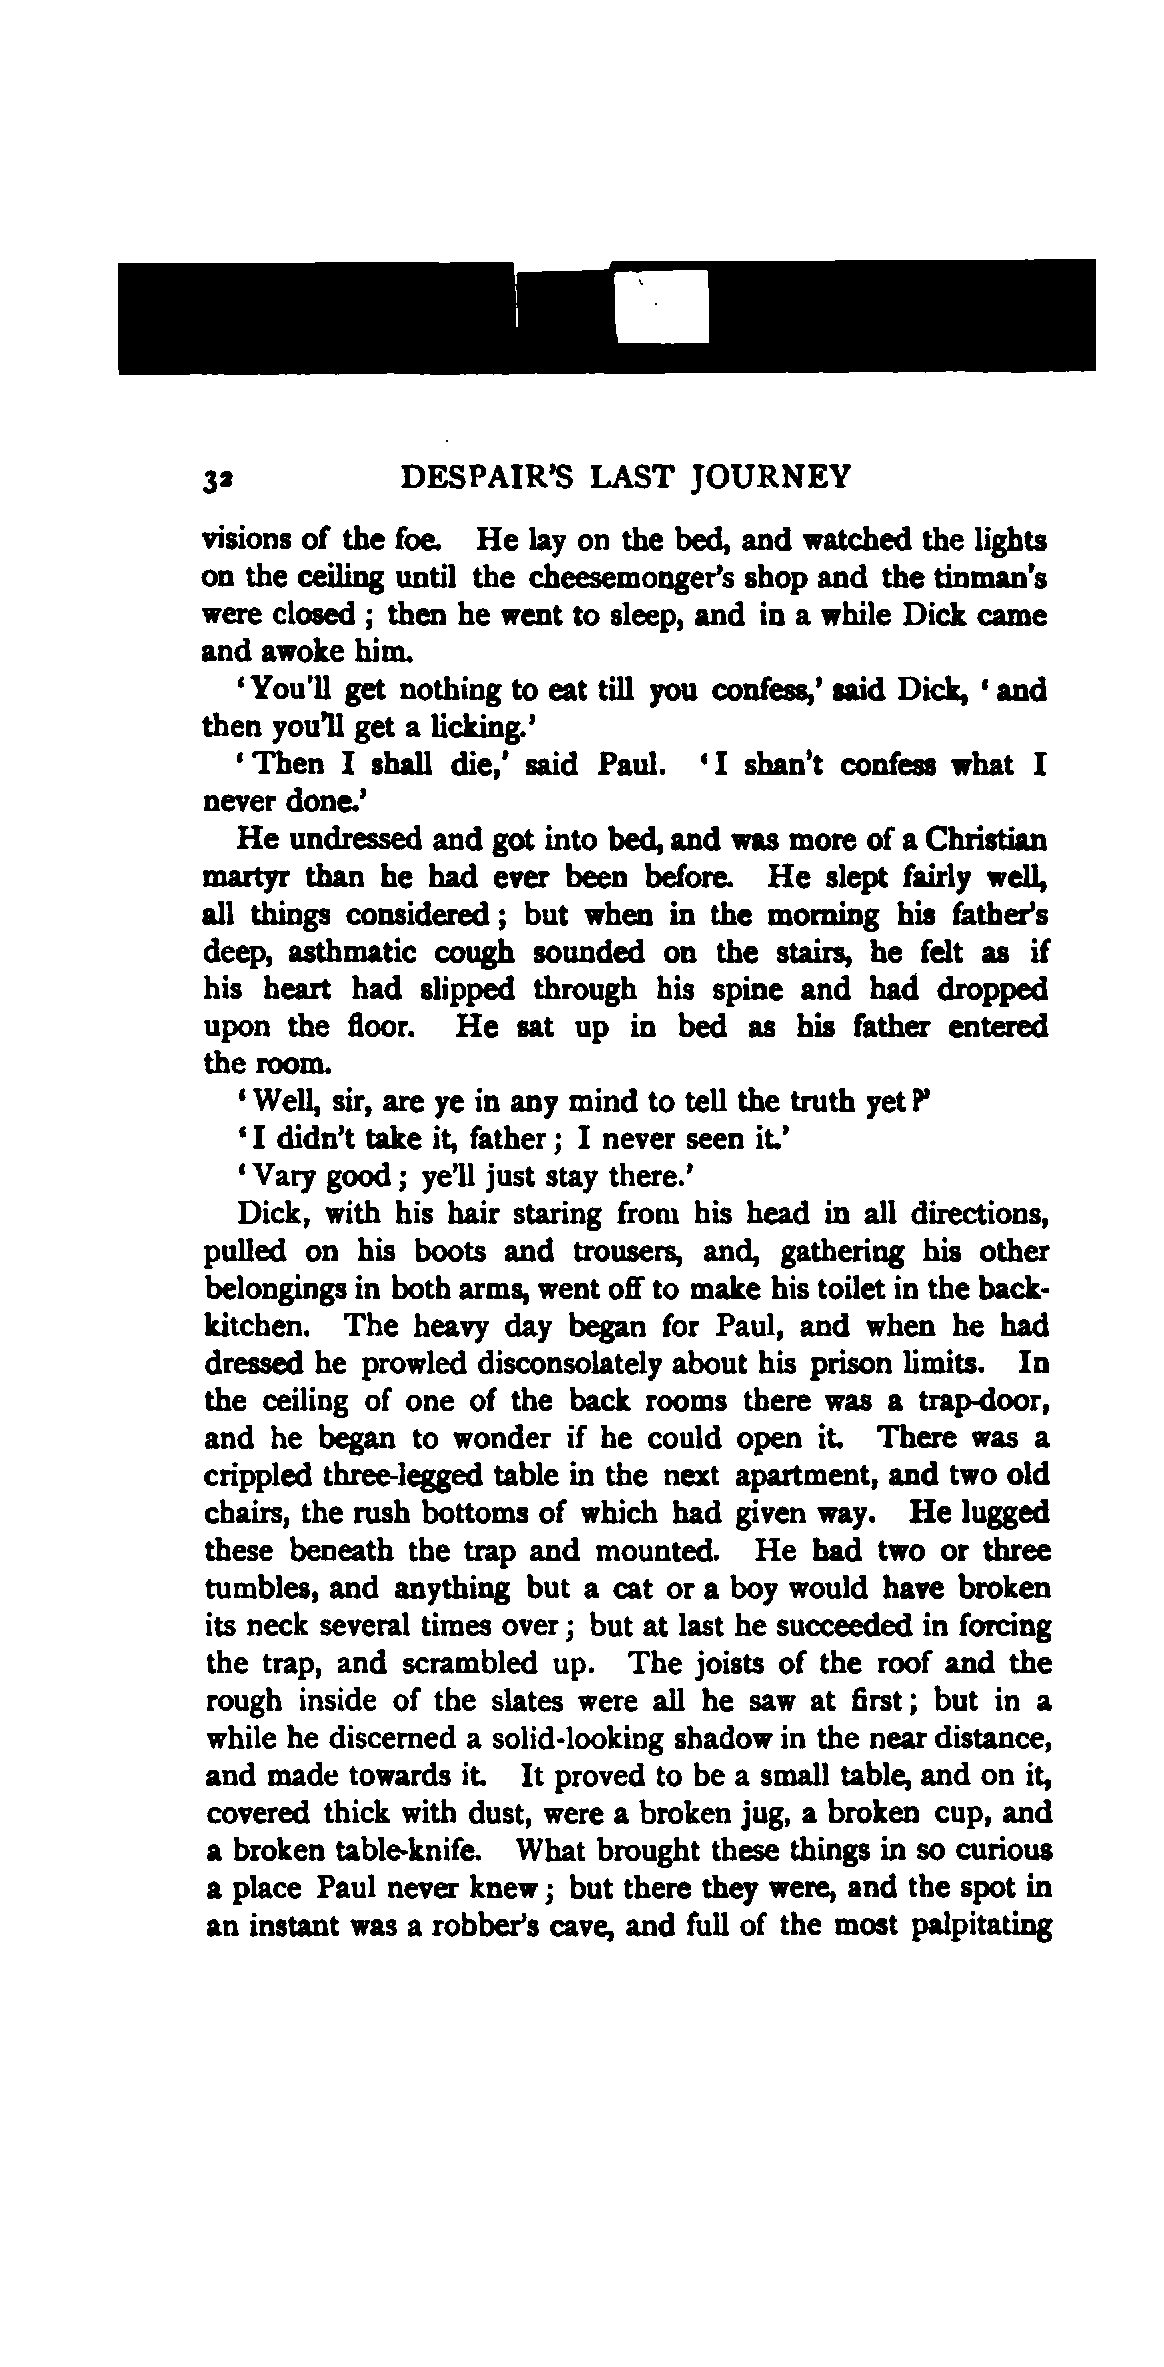 32 DESPAIR'S LAST JOURNEY
visions of the foe. He lay on the bed, and watched the lights
on the ceiling until the cheesemonger's shop and the tinman's
were closed ; then he went to sleep, and in a while Dick came
and awoke him.
‘You'll get nothing to eat till you confess,’ said Dick, ‘and
then you'll get a licking.’
‘Then I shall die,’ said Paul. ‘I shan't confess what I
never done.’
He undressed and got into bed, and was more of a Christian
martyr than he had ever been before. He slept fairly well,
all things considered ; but when in the morning his father's
deep, asthmatic cough sounded on the stairs, he felt as if
his heart had slipped through his spine and had dropped
upon the floor. He sat up in bed as his father entered
the room.
‘Well, sir, are ye in any mind to tell the truth yet?’
‘I didn't take it, father ; I never seen it.’
‘Vary good ; ye'll just stay there.’
Dick, with his hair staring from his head in all directions,
pulled on his boots and trousers, and, gathering his other
belongings in both arms, went off to make his toilet in the back-
kitchen. The heavy day began for Paul, and when he had
dressed he prowled disconsolately about his prison limits. In
the ceiling of one of the back rooms there was a trap-door,
and he began to wonder if he could open it. There was a
crippled three-legged table in the next apartment, and two old
chairs, the rush bottoms of which had given way. He lugged
these beneath the trap and mounted. He had two or three
tumbles, and anything but a cat or a boy would have broken
its neck several times over ; but at last he succeeded in forcing
the trap, and scrambled up. The joists of the roof and the
rough inside of the slates were all he saw at first ; but in a
while he discerned a solid-looking shadow in the near distance,
and made towards it. It proved to be a small table, and on it,
covered thick with dust, were a broken jug, a broken cup, and
a broken table-knife. What brought these things in so curious
a place Paul never knew ; but there they were, and the spot in
an instant was a robber's cave, and full of the most palpitating